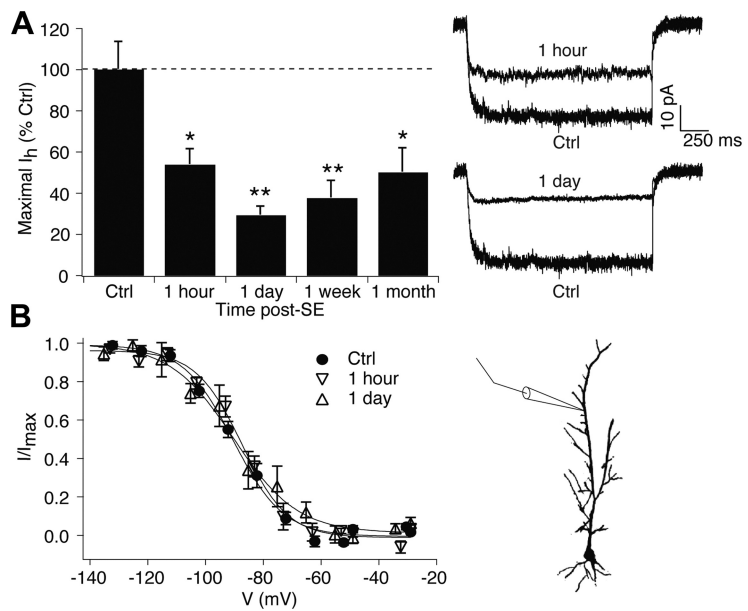 A
120
100
80
60
40
20
0
Maximal Ih (% Ctrl)
*
**
**
*
Ctrl 1 hour 1 day 1 week 1 month
Time post-SE
1 hour
Ctrl
10 pA
250 ms
1 day
Ctrl
B
1.0
0.8
0.6
0.4
0.2
0.0
I/Imax
Ctrl
1 hour
1 day
-140 -120 -100 -80 -60 -40 -20
V (mV)